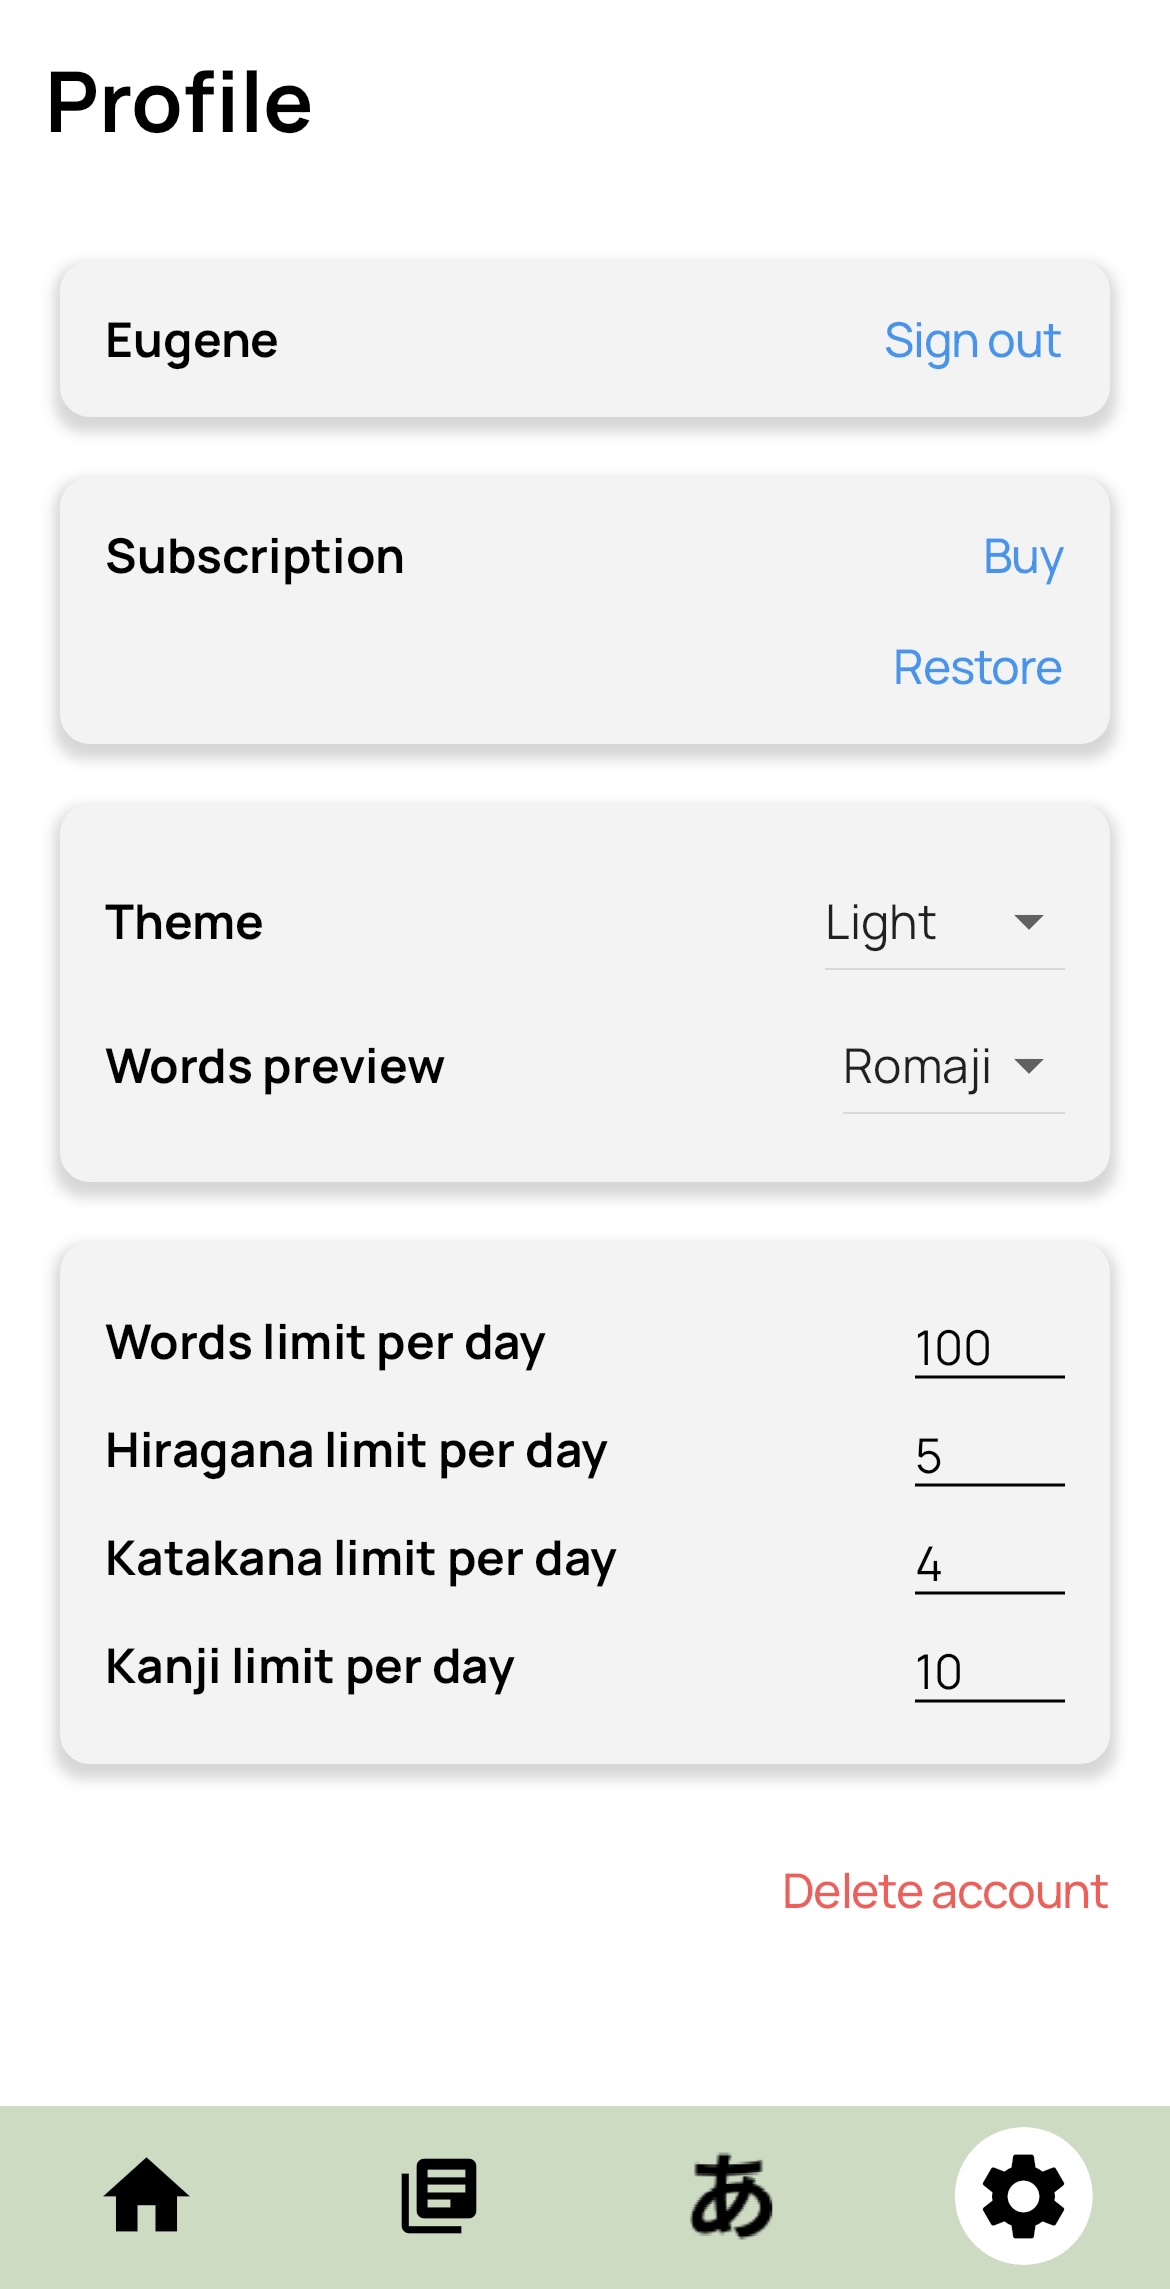 Profile
Eugene Sign out
Subscription Buy
Restore
Theme Light
Words preview Romaji
Words limit per day 100
Hiragana limit per day 5
Katakana limit per day 4
Kanji limit per day 10
Delete account
あ